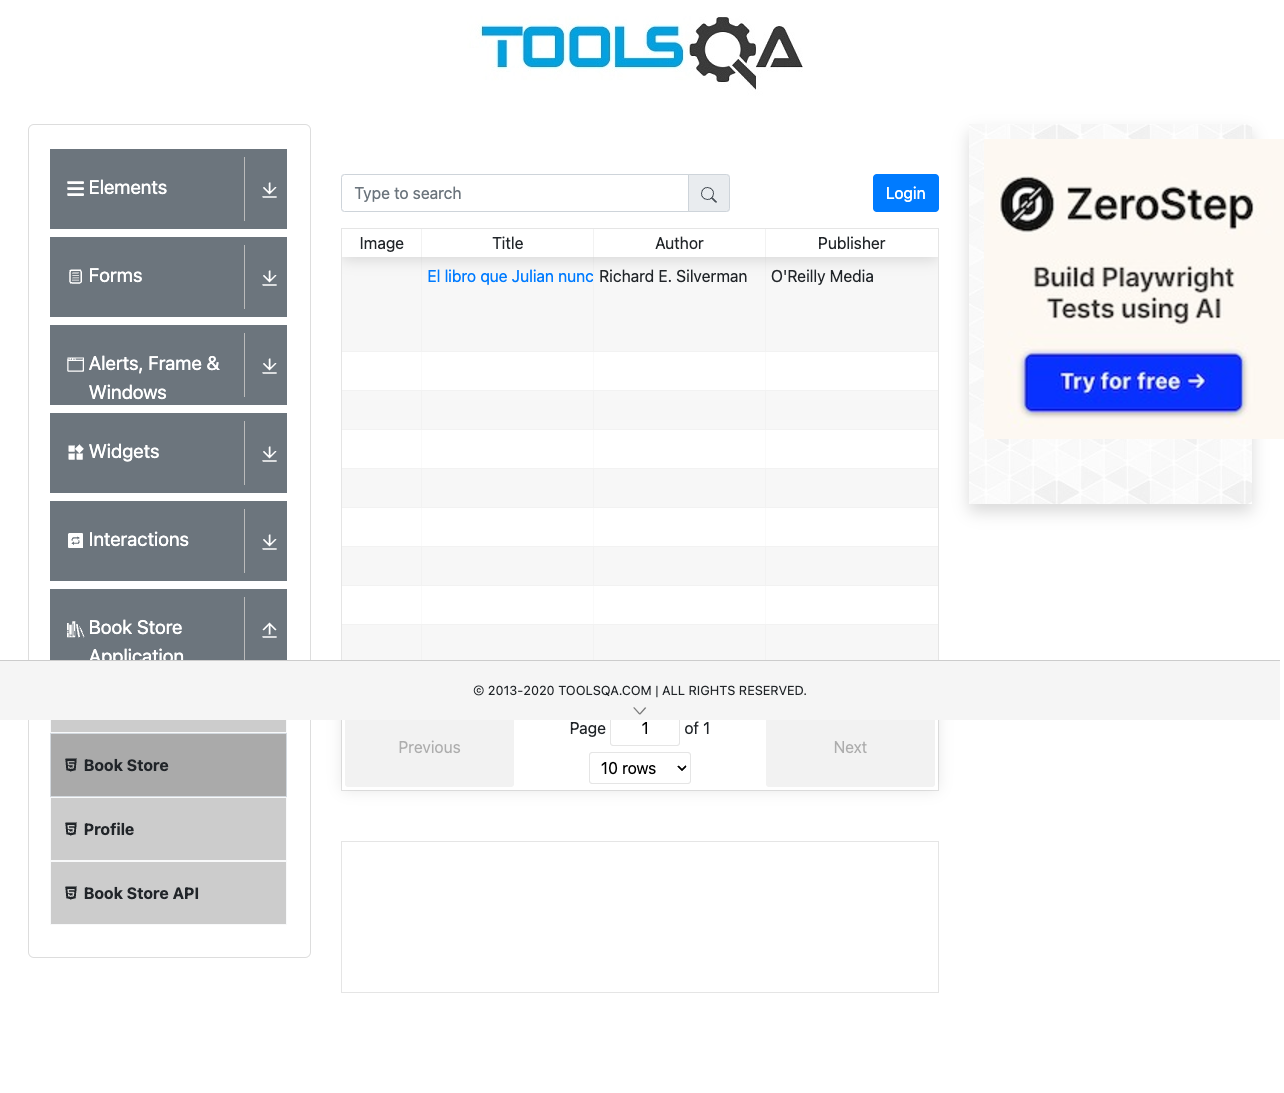 TOOLSQA
Elements
Forms
Alerts, Frame &
Windows
Widgets
Interactions
Book Store
Application
Book Store
Profile
Book Store API
Type to search
Login
Image Title Author Publisher
El libro que Julian nunc Richard E. Silverman O'Reilly Media
© 2013-2020 TOOLSQA.COM | ALL RIGHTS RESERVED.
Previous
Page 1 of 1
10 rows
Next
ZeroStep
Build Playwright
Tests using AI
Try for free →